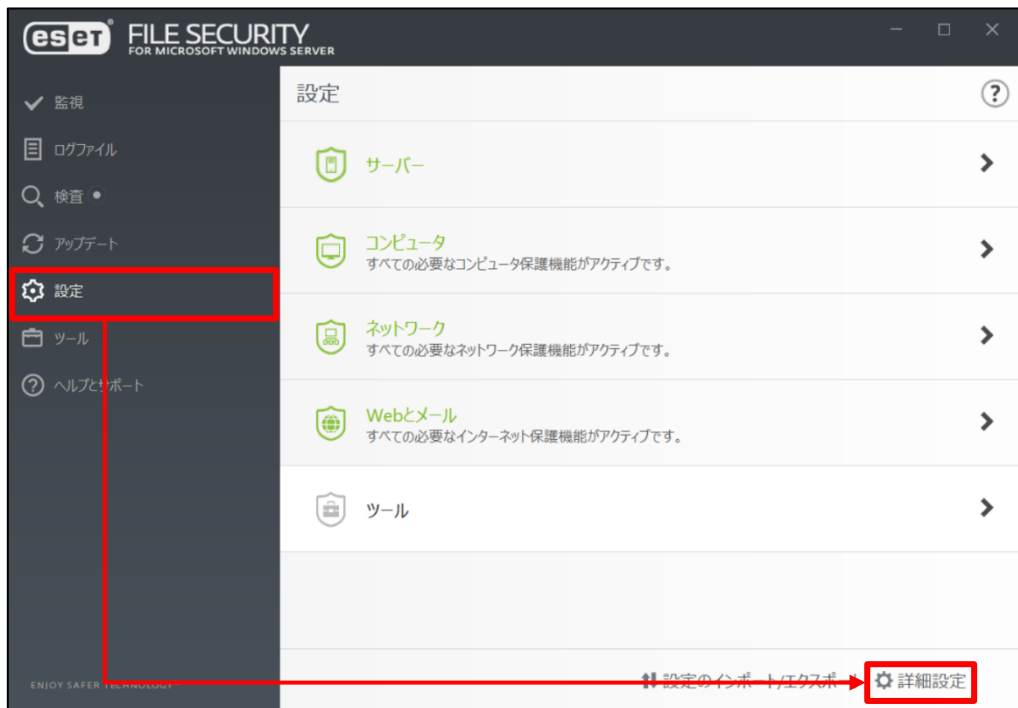 eset FILE SECURITY
FOR MICROSOFT WINDOWS SERVER
監視
ログファイル
検査
アップデート
設定
ツール
ヘルプとサポート
ENJOY SAFER TECHNOLOGY™
設定
?
サーバー
コンピュータ
すべての必要なコンピュータ保護機能がアクティブです。
ネットワーク
すべての必要なネットワーク保護機能がアクティブです。
Webとメール
すべての必要なインターネット保護機能がアクティブです。
ツール
設定のインポート/エクスポート
詳細設定